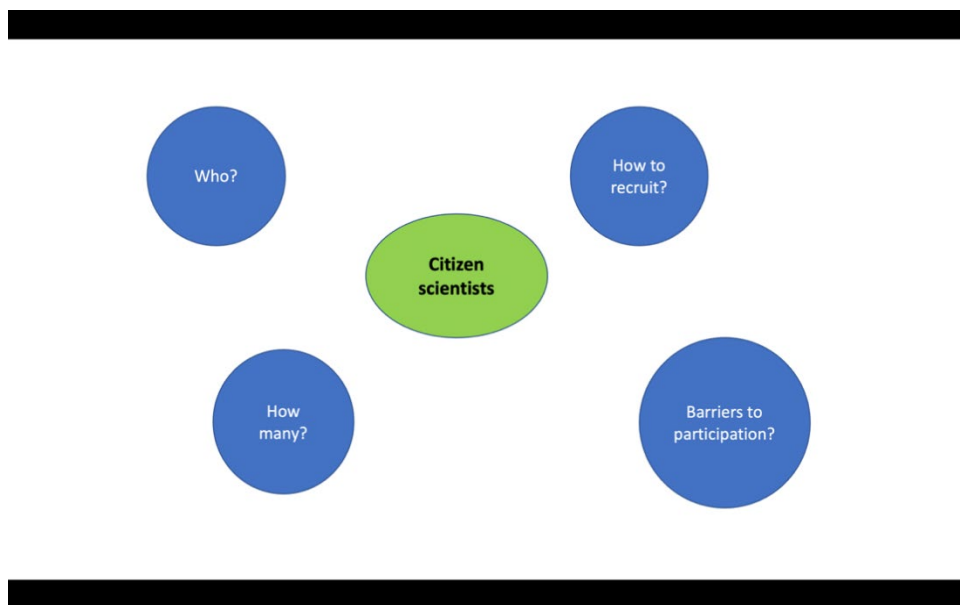 Who?
How to
recruit?
Citizen
scientists
How
many?
Barriers to
participation?